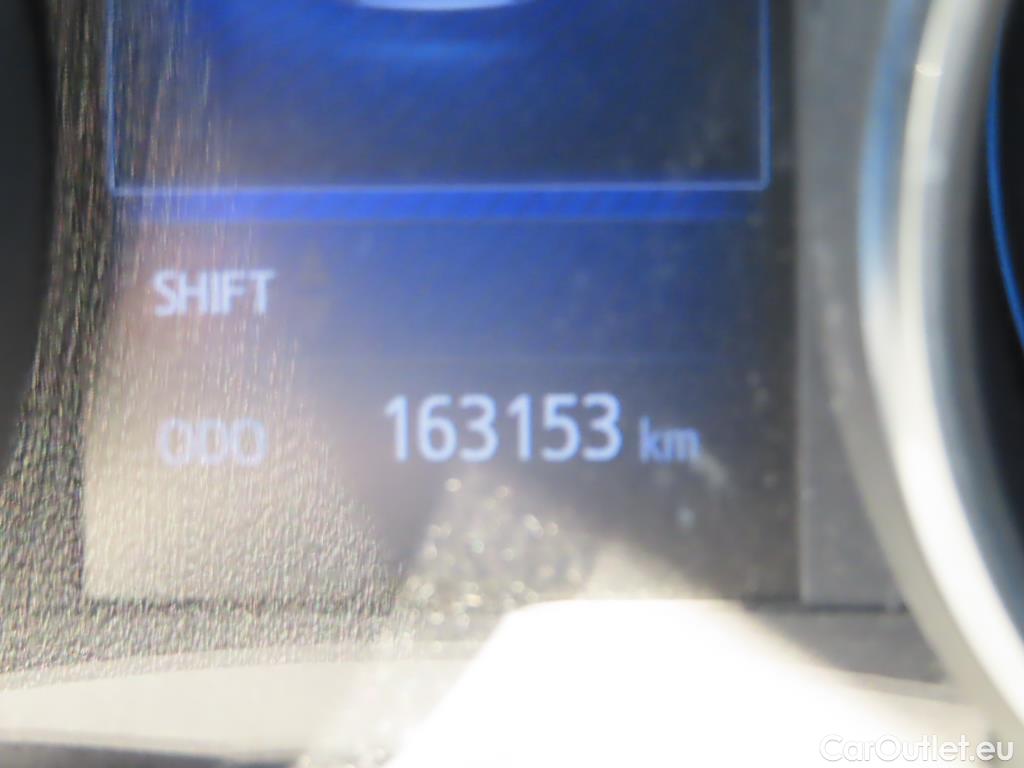 SHIFT
ODO 163153 km
CarOutlet.eu